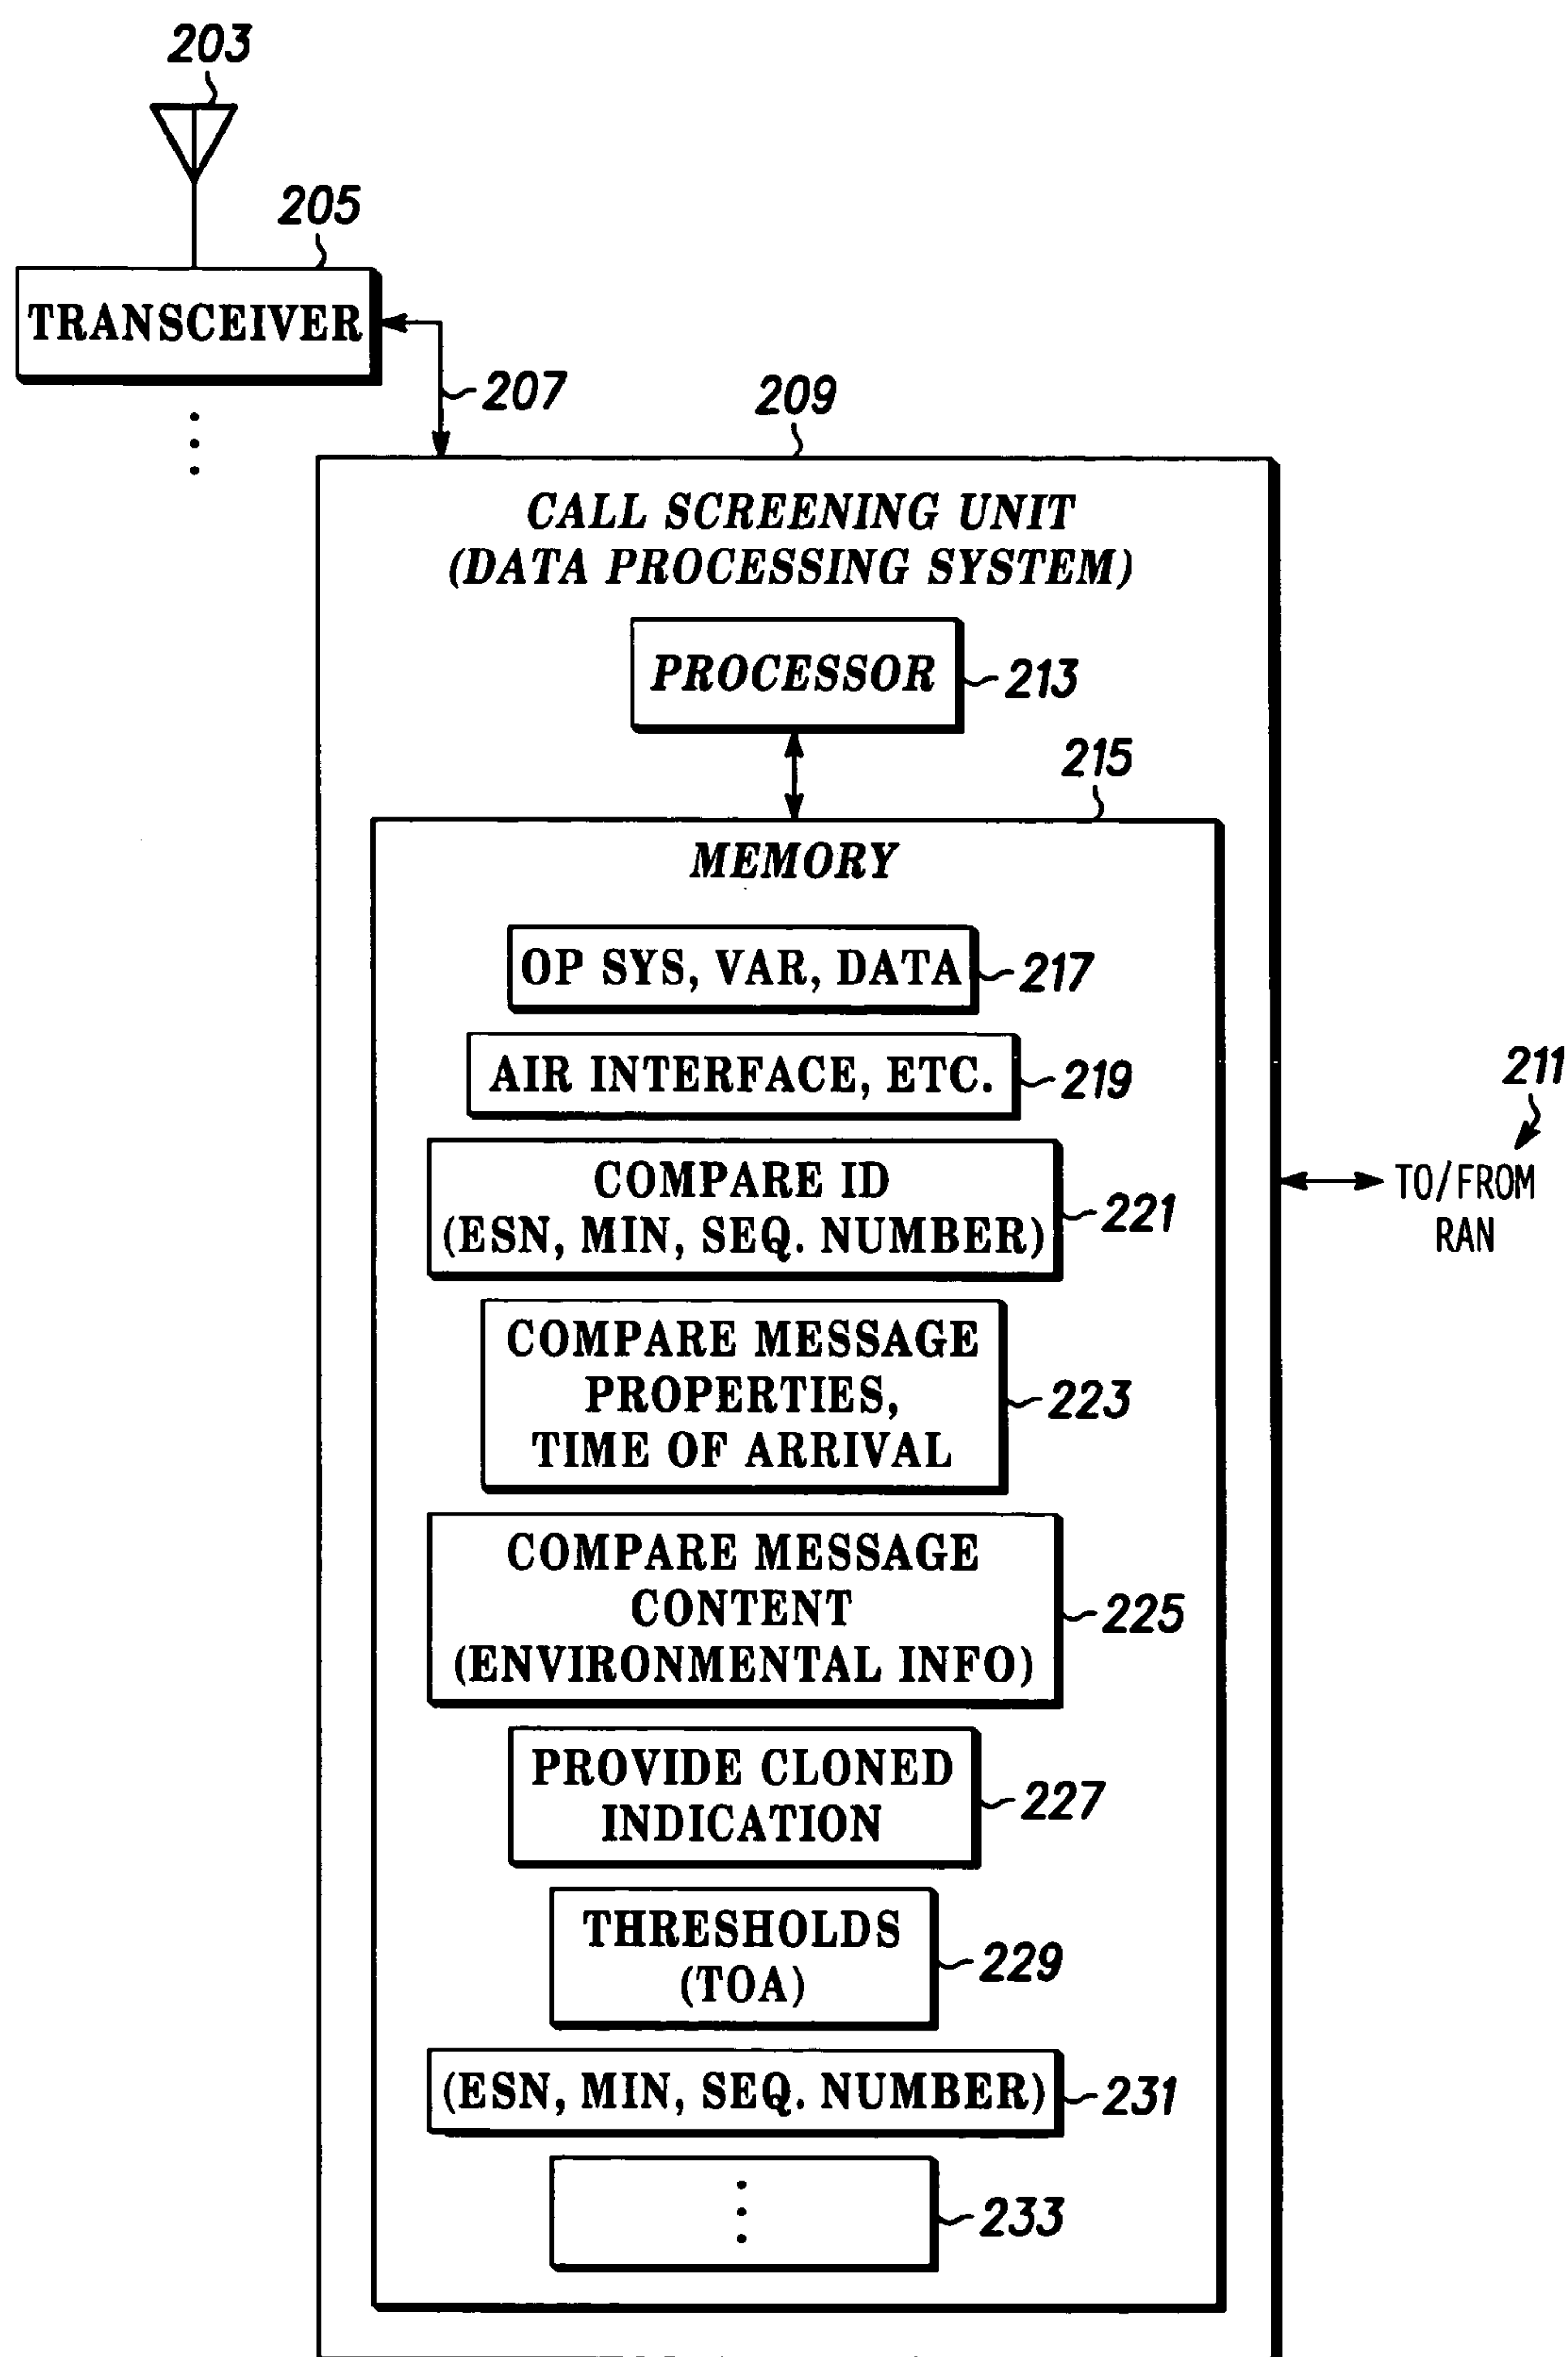 203
205
TRANSCEIVER
207
209
CALL SCREENING UNIT
(DATA PROCESSING SYSTEM)
PROCESSOR
213
215
MEMORY
OP SYS, VAR, DATA
217
AIR INTERFACE, ETC.
219
211
TO/FROM
RAN
COMPARE ID
(ESN, MIN, SEQ. NUMBER)
221
COMPARE MESSAGE
PROPERTIES,
TIME OF ARRIVAL
223
COMPARE MESSAGE
CONTENT
(ENVIRONMENTAL INFO)
225
PROVIDE CLONED
INDICATION
227
THRESHOLDS
(TOA)
229
(ESN, MIN, SEQ. NUMBER)
231
233